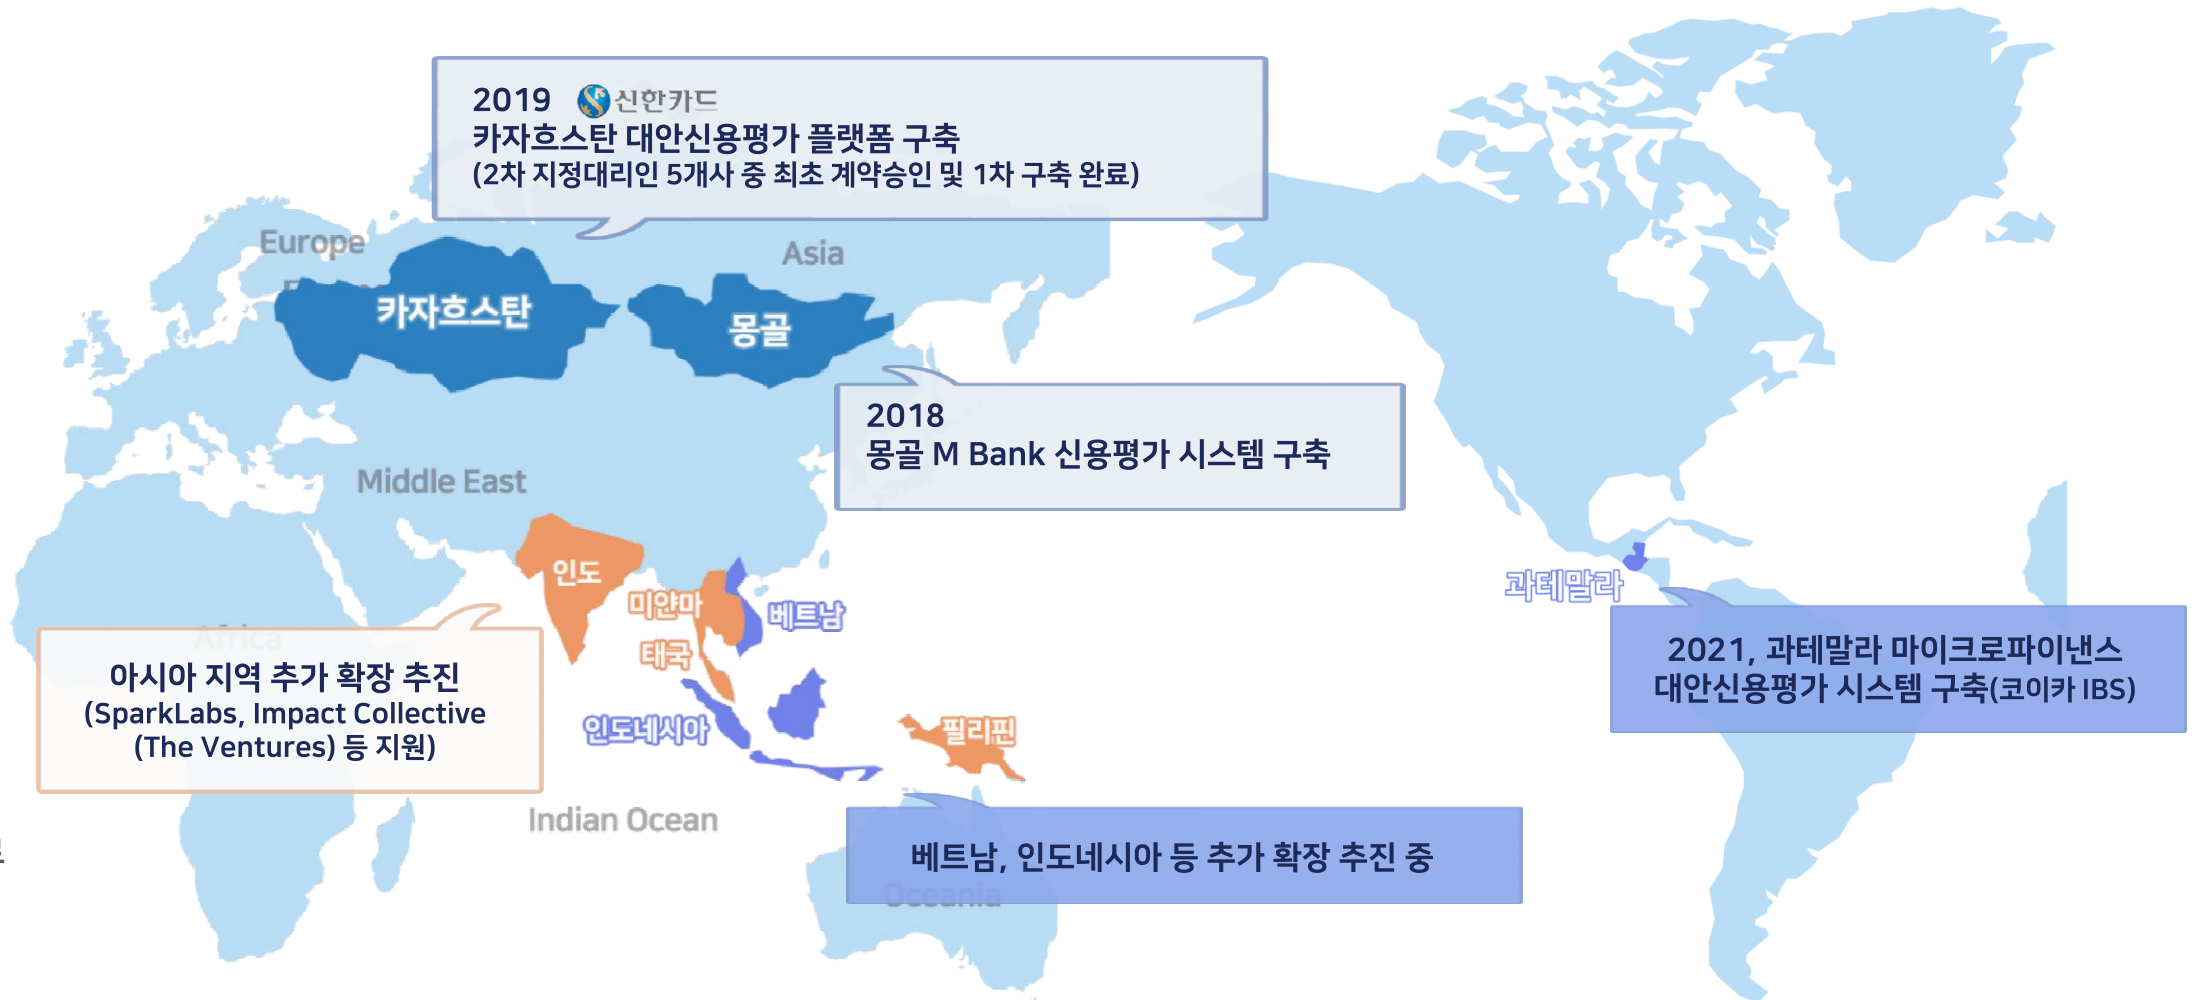 2019 신한카드
카자흐스탄 대안신용평가 플랫폼 구축
(2차 지정대리인 5개사 중 최초 계약승인 및 1차 구축 완료)
Europe
Asia
카자흐스탄
몽골
2018
몽골 M Bank 신용평가 시스템 구축
Middle East
인도
미얀마
베트남
태국
과테말라
Africa
아시아 지역 추가 확장 추진
(SparkLabs, Impact Collective
(The Ventures) 등 지원)
2021, 과테말라 마이크로파이낸스
대안신용평가 시스템 구축(코이카 IBS)
인도네시아
필리핀
Indian Ocean
베트남, 인도네시아 등 추가 확장 추진 중
Oceania